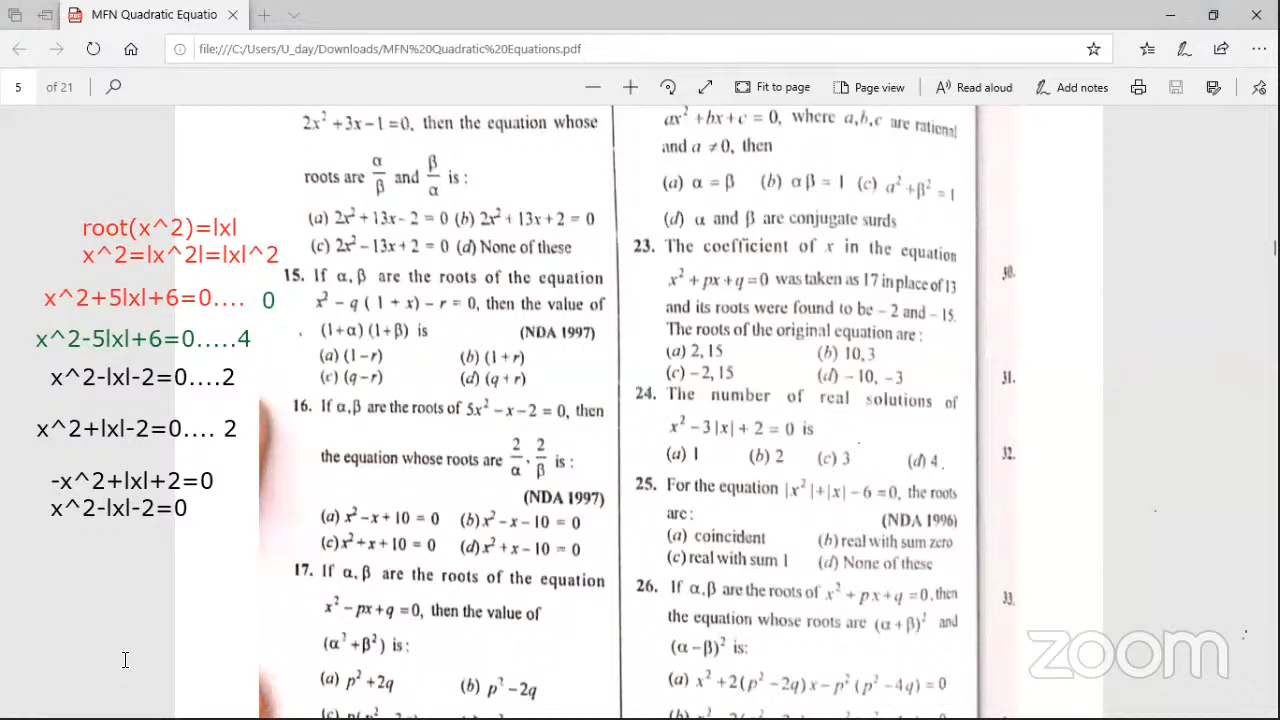 MFN Quadratic Equatio
file:///C:/Users/U_day/Downloads/MFN%20Quadratic%20Equations.pdf
5 of 21
Fit to page
Page view
Read aloud
Add notes
root(x^2)=lxl
x^2=lx^2l=lxl^2
x^2+5lxl+6=0.... 0
x^2-5lxl+6=0.....4
x^2-lxl-2=0....2
x^2+lxl-2=0.... 2
-x^2+lxl+2=0
x^2-lxl-2=0
2x² +3x−1=0, then the equation whose
roots are α/β and β/α is :
(a) 2x² + 13x − 2 = 0 (b) 2x² + 13x + 2 = 0
(c) 2x² − 13x + 2 = 0 (d) None of these
15. If α, β are the roots of the equation
x² − q ( 1 + x) − r = 0, then the value of
(1+α) (1+β) is (NDA 1997)
(a) (1−r) (b) (1+r)
(c) (q−r) (d) (q+r)
16. If α,β are the roots of 5x² − x − 2 = 0, then
the equation whose roots are 2/α, 2/β is :
(NDA 1997)
(a) x² − x + 10 = 0 (b) x² − x − 10 = 0
(c) x² + x + 10 = 0 (d) x² + x − 10 = 0
17. If α,β are the roots of the equation
x² − px + q = 0, then the value of
(α² + β²) is:
(a) p² + 2q (b) p² − 2q
ax² + bx + c = 0, where a,b,c are rational
and a ≠ 0, then
(a) α = β (b) αβ = 1 (c) α² + β² = 1
(d) α and β are conjugate surds
23. The coefficient of x in the equation
x² + px + q = 0 was taken as 17 in place of 13
and its roots were found to be − 2 and − 15.
The roots of the original equation are :
(a) 2, 15 (b) 10, 3
(c) − 2, 15 (d) − 10, −3
24. The number of real solutions of
x² − 3 |x| + 2 = 0 is
(a) 1 (b) 2 (c) 3 (d) 4
25. For the equation |x²|+|x| − 6 = 0, the roots
are : (NDA 1996)
(a) coincident (b) real with sum zero
(c) real with sum 1 (d) None of these
26. If α,β are the roots of x² + px + q = 0, then
the equation whose roots are (α + β)² and
(α − β)² is:
(a) x² + 2(p² − 2q) x − p² (p² − 4q) = 0
30.
31.
32.
33.
zoom